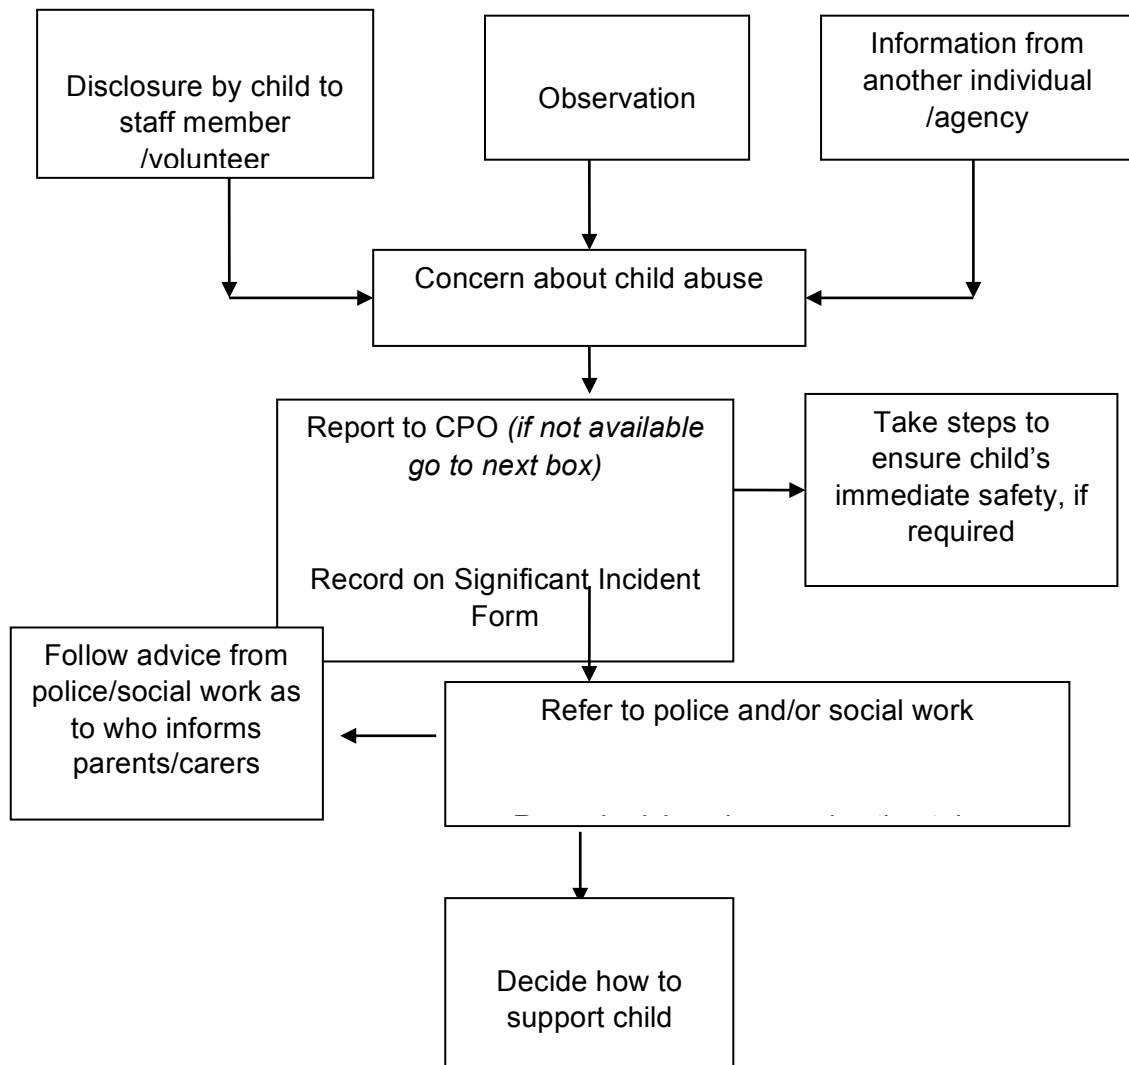 Disclosure by child to
staff member
/volunteer
Observation
Information from
another individual
/agency
Concern about child abuse
Report to CPO (if not available
go to next box)
Record on Significant Incident
Form
Take steps to
ensure child’s
immediate safety, if
required
Follow advice from
police/social work as
to who informs
parents/carers
Refer to police and/or social work
Decide how to
support child